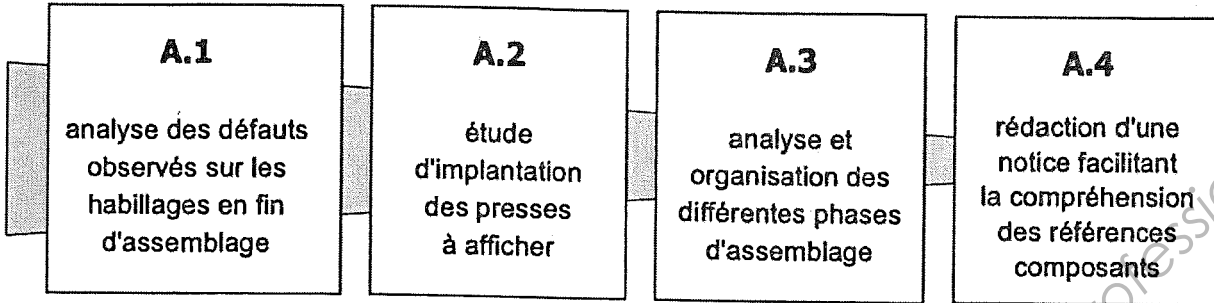 A.1
analyse des défauts
observés sur les
habillages en fin
d'assemblage
A.2
étude
d'implantation
des presses
à afficher
A.3
analyse et
organisation des
différentes phases
d'assemblage
A.4
rédaction d'une
notice facilitant
la compréhension
des références
composants